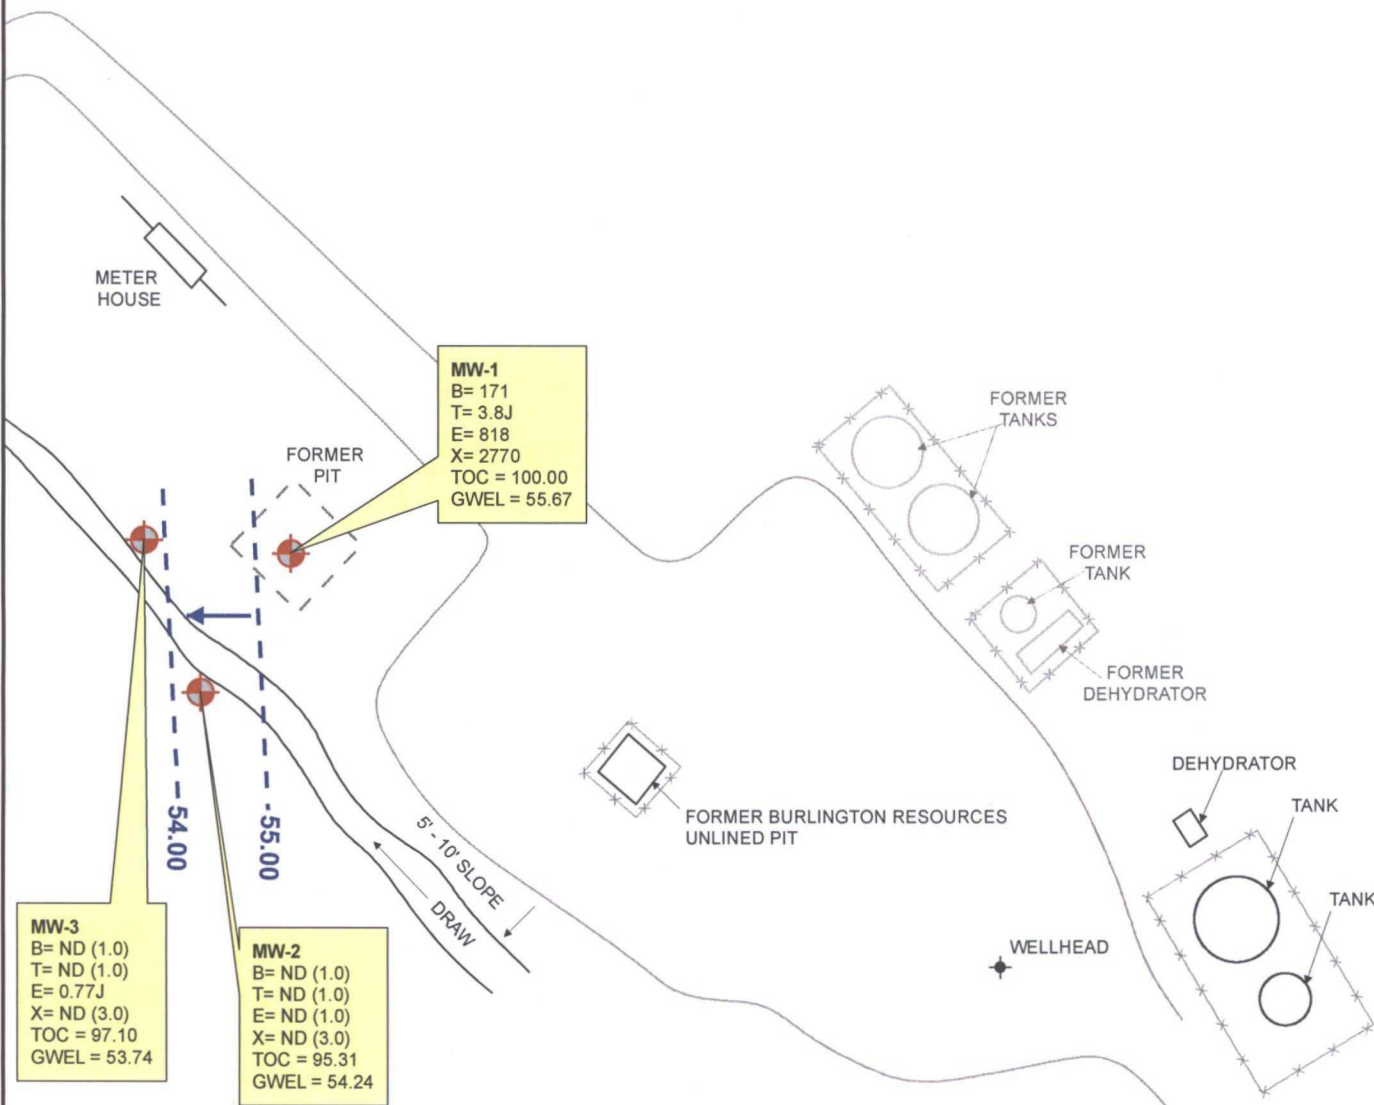 METER
HOUSE
MW-1
B= 171
T= 3.8J
E= 818
X= 2770
TOC = 100.00
GWEL = 55.67
FORMER
PIT
FORMER
TANKS
FORMER
TANK
FORMER
DEHYDRATOR
DEHYDRATOR
TANK
TANK
FORMER BURLINGTON RESOURCES
UNLINED PIT
54.00
55.00
5' - 10' SLOPE
DRAW
WELLHEAD
MW-3
B= ND (1.0)
T= ND (1.0)
E= 0.77J
X= ND (3.0)
TOC = 97.10
GWEL = 53.74
MW-2
B= ND (1.0)
T= ND (1.0)
E= ND (1.0)
X= ND (3.0)
TOC = 95.31
GWEL = 54.24